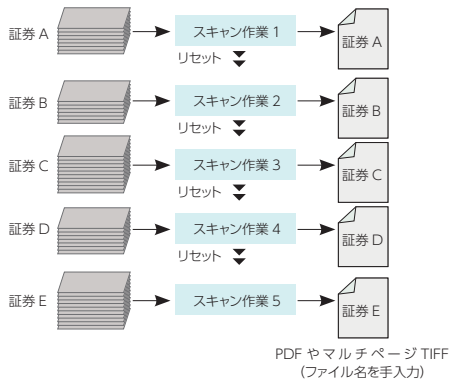 証券 A
スキャン作業 1
証券 A
リセット
証券 B
スキャン作業 2
証券 B
リセット
証券 C
スキャン作業 3
証券 C
リセット
証券 D
スキャン作業 4
証券 D
リセット
証券 E
スキャン作業 5
証券 E
PDF やマルチページ TIFF
（ファイル名を手入力）